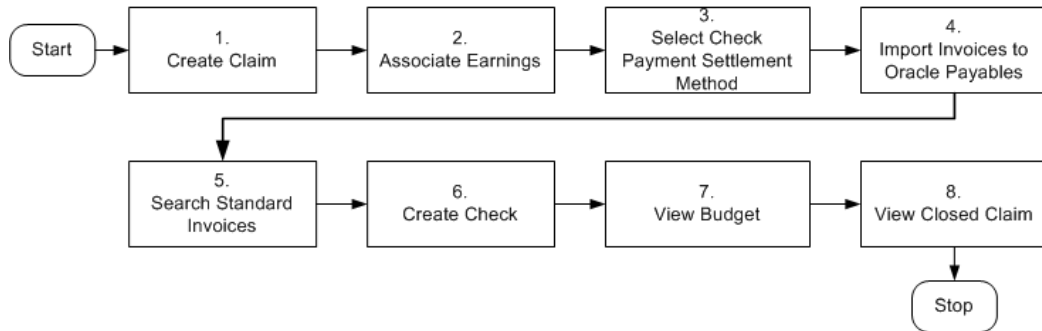 Start
1.
Create Claim
2.
Associate Earnings
3.
Select Check
Payment Settlement
Method
4.
Import Invoices to
Oracle Payables
5.
Search Standard
Invoices
6.
Create Check
7.
View Budget
8.
View Closed Claim
Stop